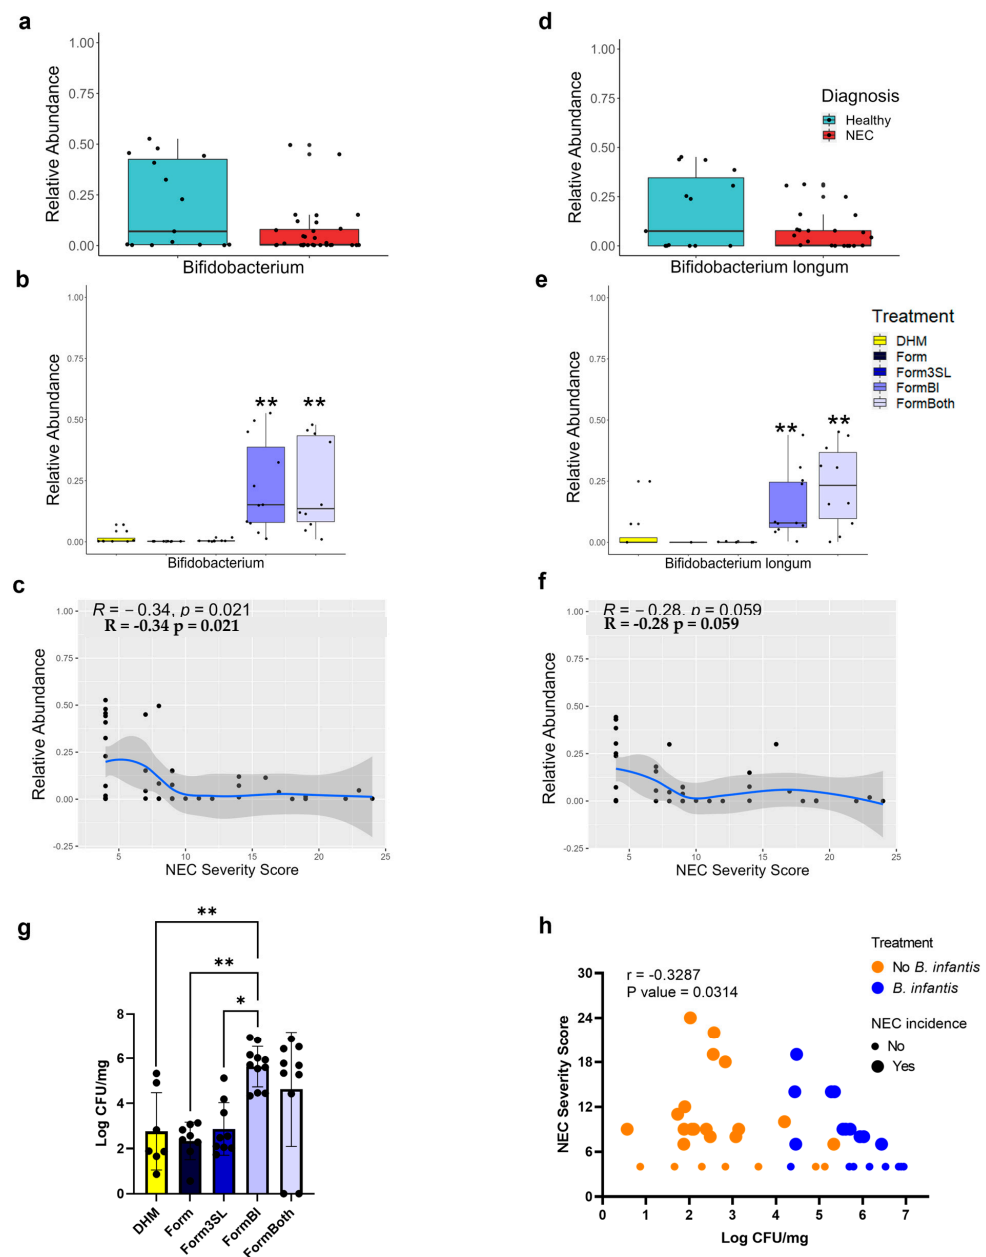 a
1.00
0.75
0.50
0.25
0.00
Relative Abundance
Bifidobacterium
d
1.00
0.75
0.50
0.25
0.00
Relative Abundance
Bifidobacterium longum
Diagnosis
Healthy
NEC
b
1.00
0.75
0.50
0.25
0.00
Relative Abundance
** **
Bifidobacterium
e
1.00
0.75
0.50
0.25
0.00
Relative Abundance
** **
Bifidobacterium longum
Treatment
DHM
Form
Form3SL
FormBI
FormBoth
c
R = − 0.34, p = 0.021
R = -0.34 p = 0.021
1.00
0.75
0.50
0.25
0.00
-0.25
Relative Abundance
5 10 15 20 25
NEC Severity Score
f
R = − 0.28, p = 0.059
R = -0.28 p = 0.059
1.00
0.75
0.50
0.25
0.00
-0.25
Relative Abundance
5 10 15 20 25
NEC Severity Score
g
**
**
*
8
6
4
2
0
Log CFU/mg
DHM
Form
Form3SL
FormBI
FormBoth
h
r = -0.3287
P value = 0.0314
30
24
18
12
6
0
NEC Severity Score
0 1 2 3 4 5 6 7
Log CFU/mg
Treatment
No B. infantis
B. infantis
NEC incidence
No
Yes